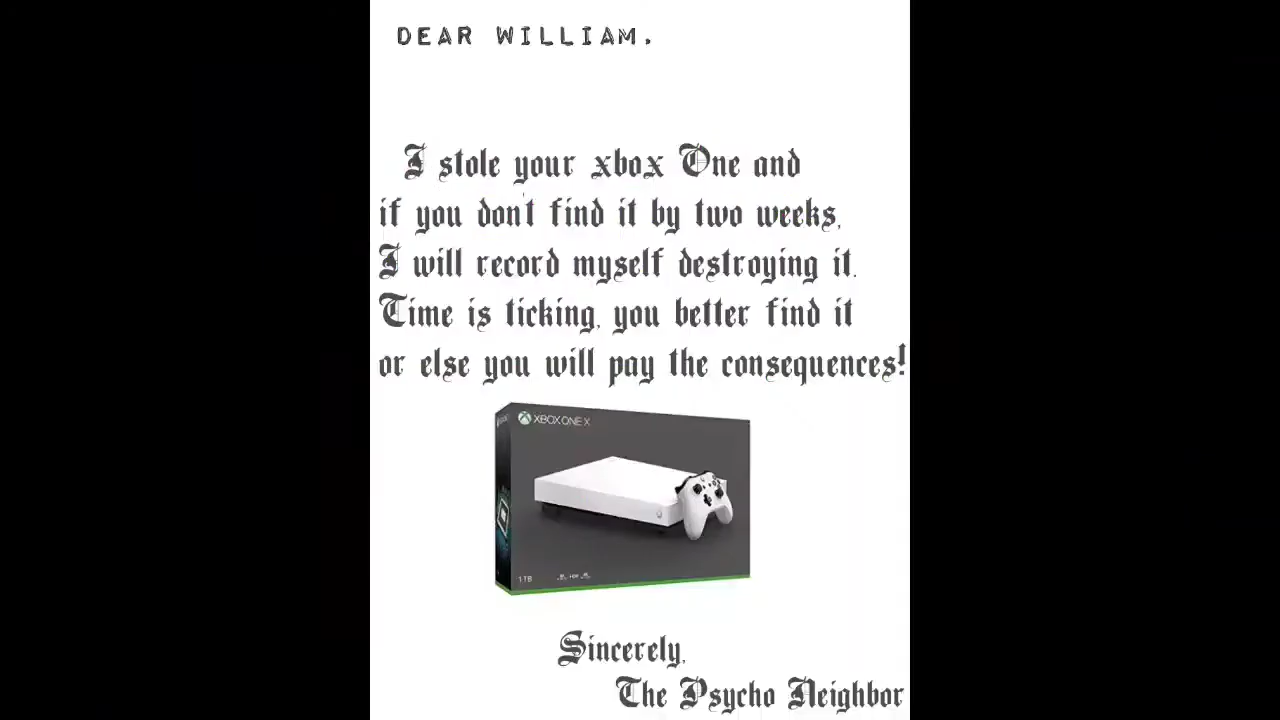 DEAR WILLIAM,
I stole your xbox One and
if you don't find it by two weeks,
I will record myself destroying it.
Time is ticking, you better find it
or else you will pay the consequences!
XBOX ONE X
1TB
Sincerely,
The Psycho Neighbor